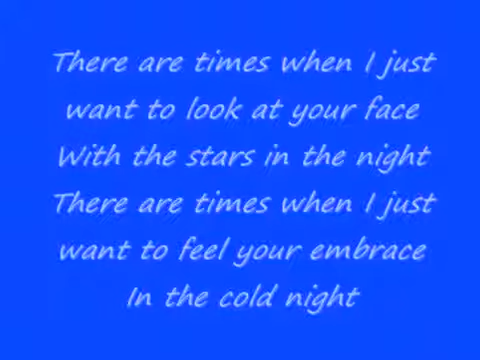 There are times when I just
want to look at your face
With the stars in the night
There are times when I just
want to feel your embrace
In the cold night